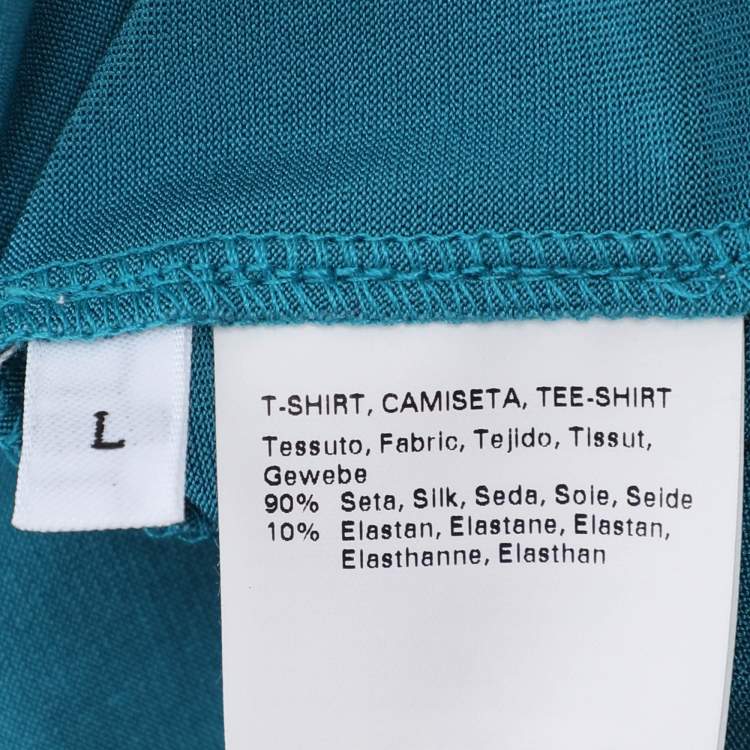 L
T-SHIRT, CAMISETA, TEE-SHIRT
Tessuto, Fabric, Tejido, Tissut,
Gewebe
90% Seta, Silk, Seda, Soie, Seide
10% Elastan, Elastane, Elastan,
Elasthanne, Elasthan